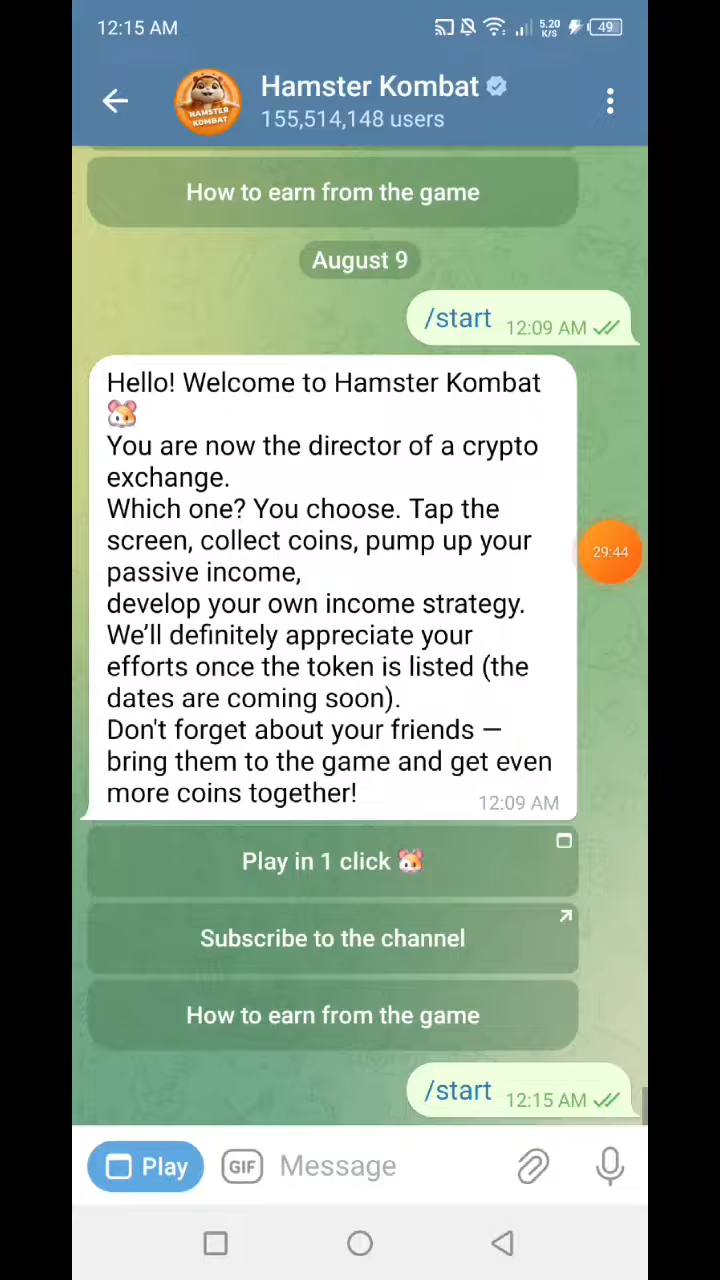 12:15 AM
5.20 K/S
49
Hamster Kombat
155,514,148 users
HAMSTER
KOMBAT
How to earn from the game
August 9
/start 12:09 AM
Hello! Welcome to Hamster Kombat
🐹
You are now the director of a crypto
exchange.
Which one? You choose. Tap the
screen, collect coins, pump up your
passive income,
develop your own income strategy.
We’ll definitely appreciate your
efforts once the token is listed (the
dates are coming soon).
Don't forget about your friends —
bring them to the game and get even
more coins together!
12:09 AM
29:44
Play in 1 click 🐹
Subscribe to the channel
How to earn from the game
/start 12:15 AM
Play
GIF
Message